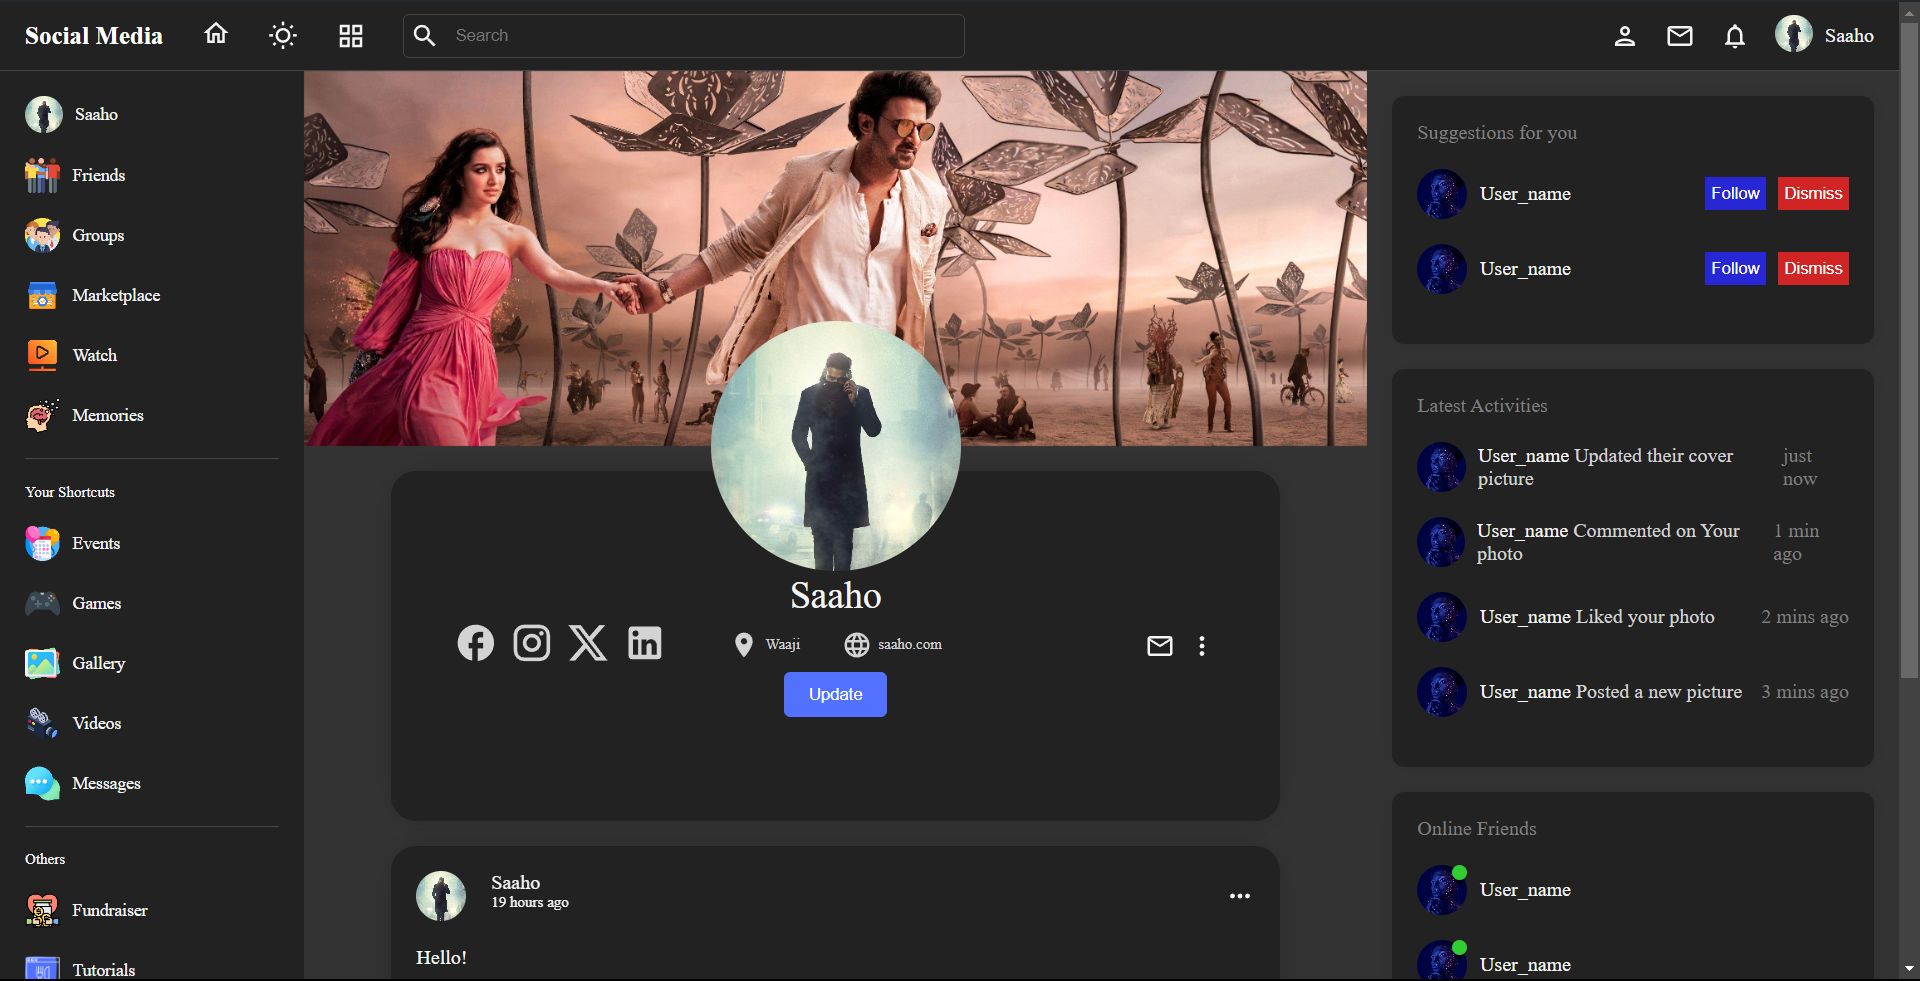 Social Media
Search
Saaho
Saaho
Friends
Groups
Marketplace
Watch
Memories
Your Shortcuts
Events
Games
Gallery
Videos
Messages
Others
Fundraiser
Tutorials
Saaho
Waaji
saaho.com
Update
Saaho
19 hours ago
Hello!
Suggestions for you
User_name Follow Dismiss
User_name Follow Dismiss
Latest Activities
User_name Updated their cover just
picture now
User_name Commented on Your 1 min
photo ago
User_name Liked your photo 2 mins ago
User_name Posted a new picture 3 mins ago
Online Friends
User_name
User_name